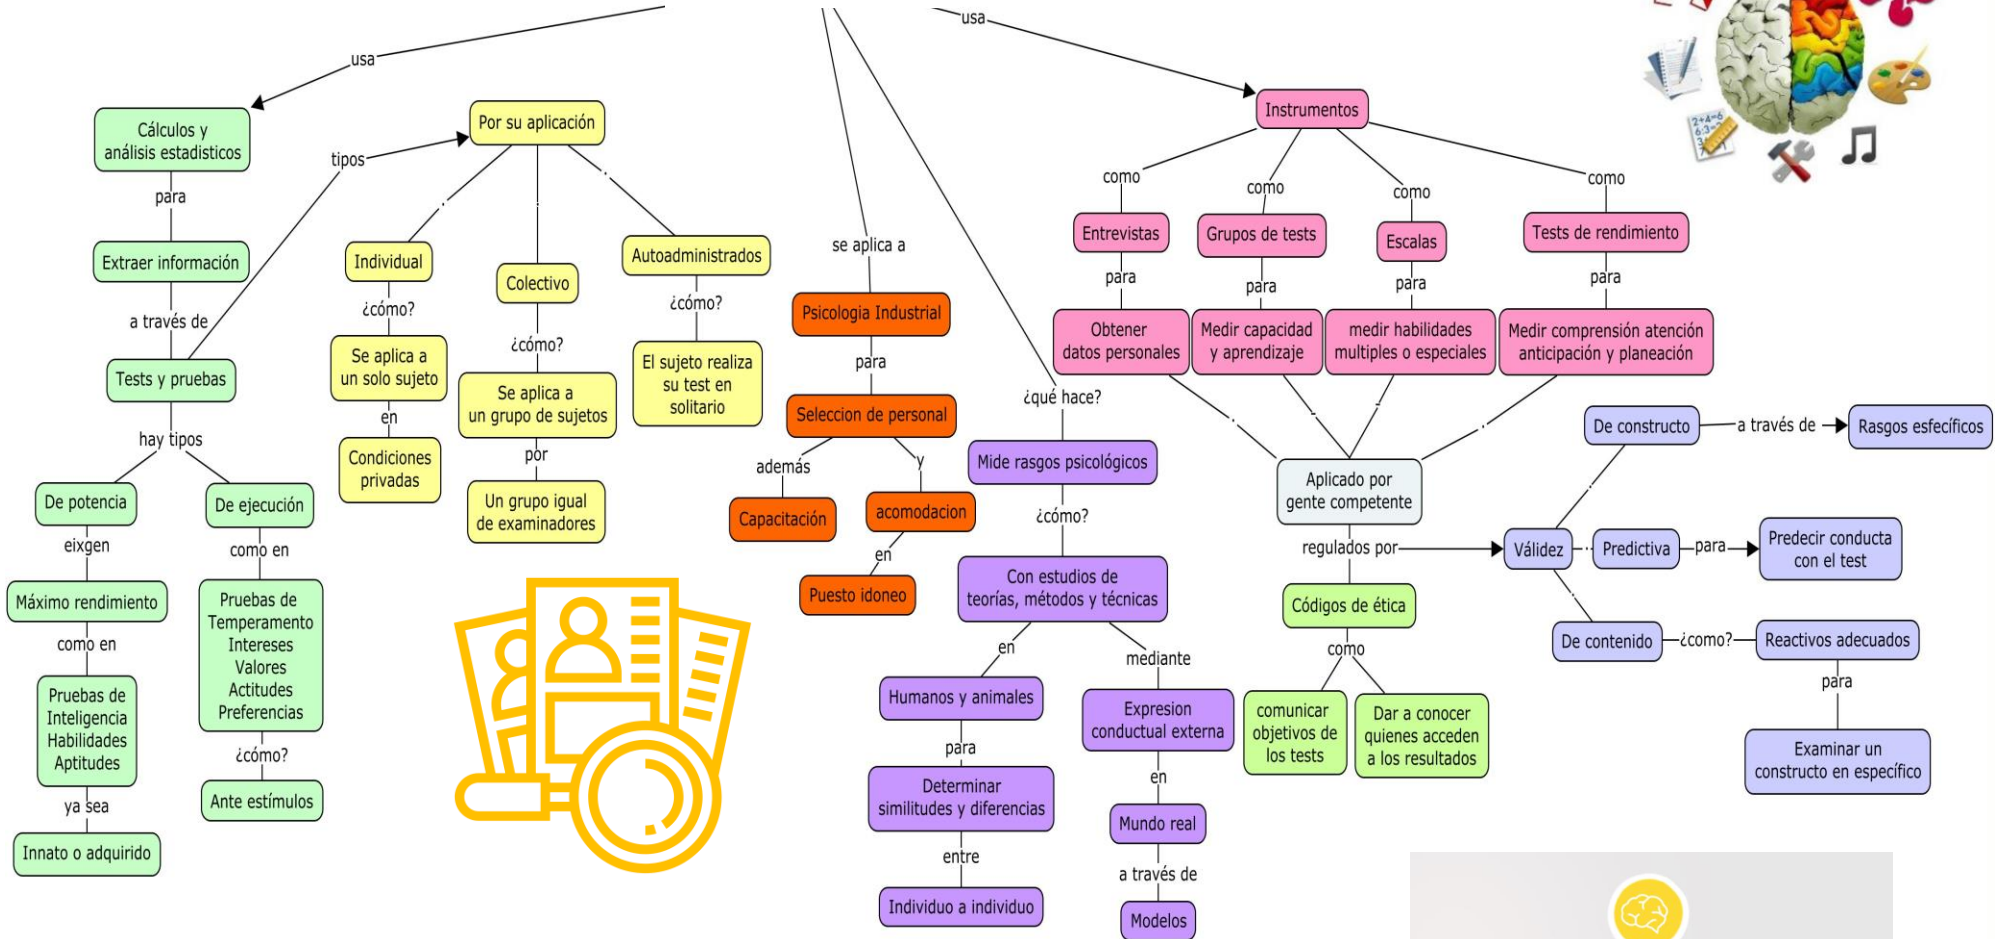 usa
usa
Cálculos y
análisis estadisticos
para
Extraer información
a través de
Tests y pruebas
hay tipos
De potencia
eixgen
Máximo rendimiento
como en
Pruebas de
Inteligencia
Habilidades
Aptitudes
ya sea
Innato o adquirido
De ejecución
como en
Pruebas de
Temperamento
Intereses
Valores
Actitudes
Preferencias
¿cómo?
Ante estímulos
tipos
Por su aplicación
Individual
¿cómo?
Se aplica a
un solo sujeto
en
Condiciones
privadas
Colectivo
¿cómo?
Se aplica a
un grupo de sujetos
por
Un grupo igual
de examinadores
Autoadministrados
¿cómo?
El sujeto realiza
su test en
solitario
se aplica a
Psicologia Industrial
para
Seleccion de personal
además
Capacitación
y
acomodacion
en
Puesto idoneo
¿qué hace?
Mide rasgos psicológicos
¿cómo?
Con estudios de
teorías, métodos y técnicas
en
Humanos y animales
para
Determinar
similitudes y diferencias
entre
Individuo a individuo
mediante
Expresion
conductual externa
en
Mundo real
a través de
Modelos
Instrumentos
como
Entrevistas
para
Obtener
datos personales
como
Grupos de tests
para
Medir capacidad
y aprendizaje
como
Escalas
para
medir habilidades
multiples o especiales
como
Tests de rendimiento
para
Medir comprensión atención
anticipación y planeación
Aplicado por
gente competente
regulados por
Códigos de ética
como
comunicar
objetivos de
los tests
Dar a conocer
quienes acceden
a los resultados
Válidez
De constructo
a través de
Rasgos esfecíficos
Predictiva
para
Predecir conducta
con el test
De contenido
¿como?
Reactivos adecuados
para
Examinar un
constructo en específico
2+4=6